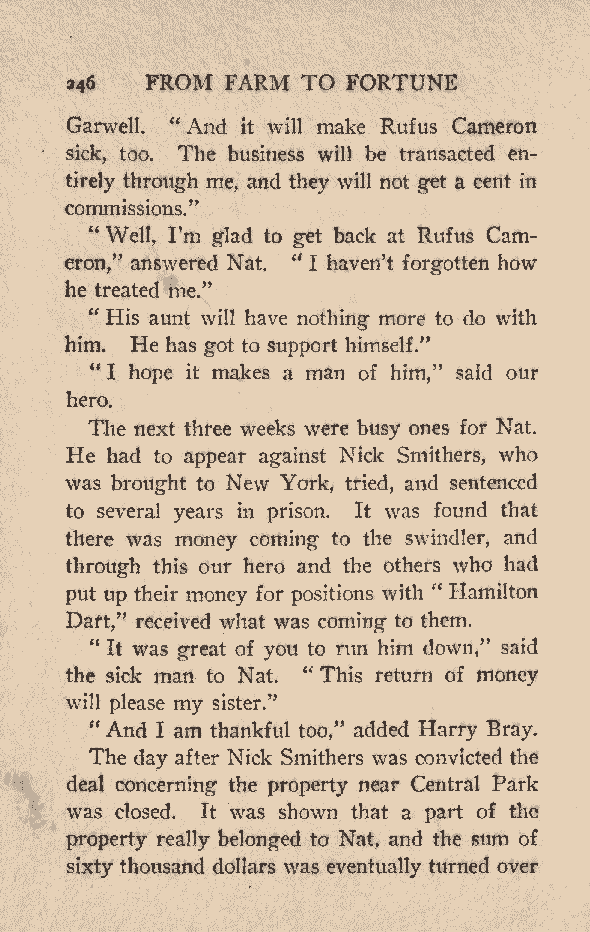 246 FROM FARM TO FORTUNE
Garwell. “ And it will make Rufus Cameron
sick, too. The business will be transacted en-
tirely through me, and they will not get a cent in
commissions.”
“ Well, I'm glad to get back at Rufus Cam-
eron,” answered Nat. “ I haven't forgotten how
he treated me.”
“ His aunt will have nothing more to do with
him. He has got to support himself.”
“ I hope it makes a man of him,” said our
hero.
The next three weeks were busy ones for Nat.
He had to appear against Nick Smithers, who
was brought to New York, tried, and sentenced
to several years in prison. It was found that
there was money coming to the swindler, and
through this our hero and the others who had
put up their money for positions with “ Hamilton
Dart,” received what was coming to them.
“ It was great of you to run him down,” said
the sick man to Nat. “ This return of money
will please my sister.”
“ And I am thankful too,” added Harry Bray.
The day after Nick Smithers was convicted the
deal concerning the property near Central Park
was closed. It was shown that a part of the
property really belonged to Nat, and the sum of
sixty thousand dollars was eventually turned over